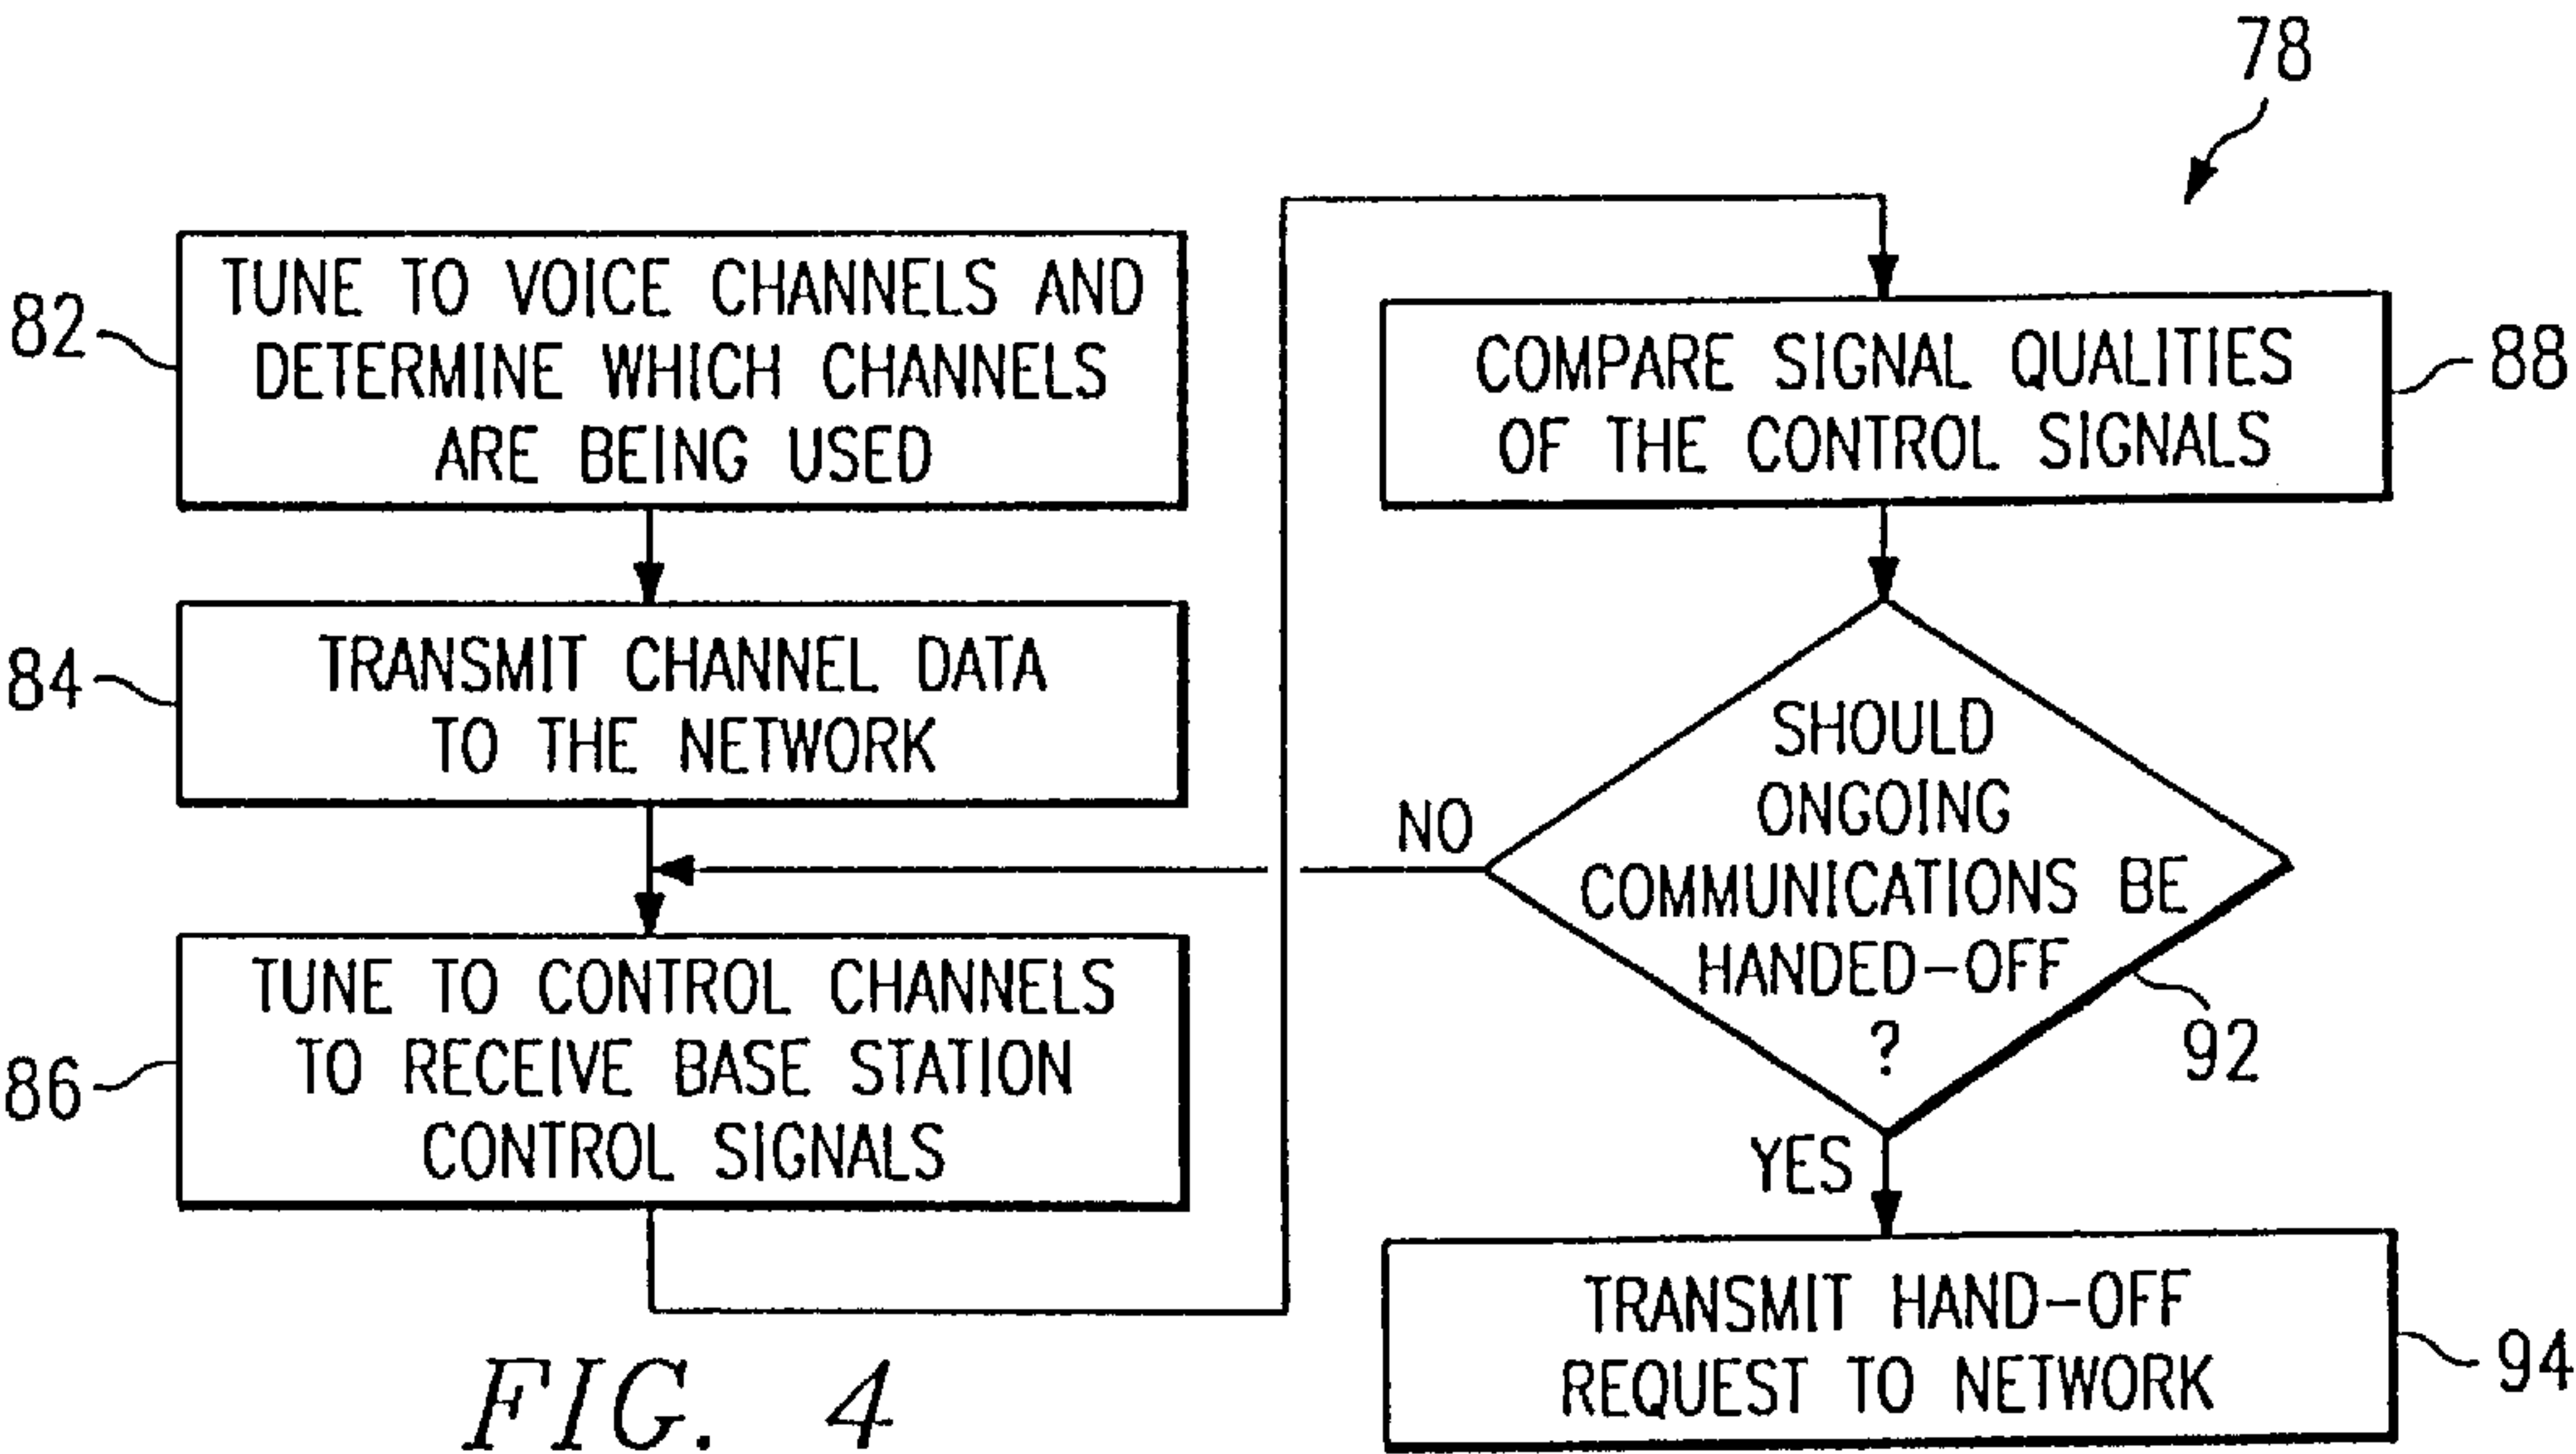 78
82
TUNE TO VOICE CHANNELS AND
DETERMINE WHICH CHANNELS
ARE BEING USED
84
TRANSMIT CHANNEL DATA
TO THE NETWORK
86
TUNE TO CONTROL CHANNELS
TO RECEIVE BASE STATION
CONTROL SIGNALS
COMPARE SIGNAL QUALITIES
OF THE CONTROL SIGNALS
88
SHOULD
ONGOING
COMMUNICATIONS BE
HANDED-OFF
?
92
NO
YES
TRANSMIT HAND-OFF
REQUEST TO NETWORK
94
FIG. 4